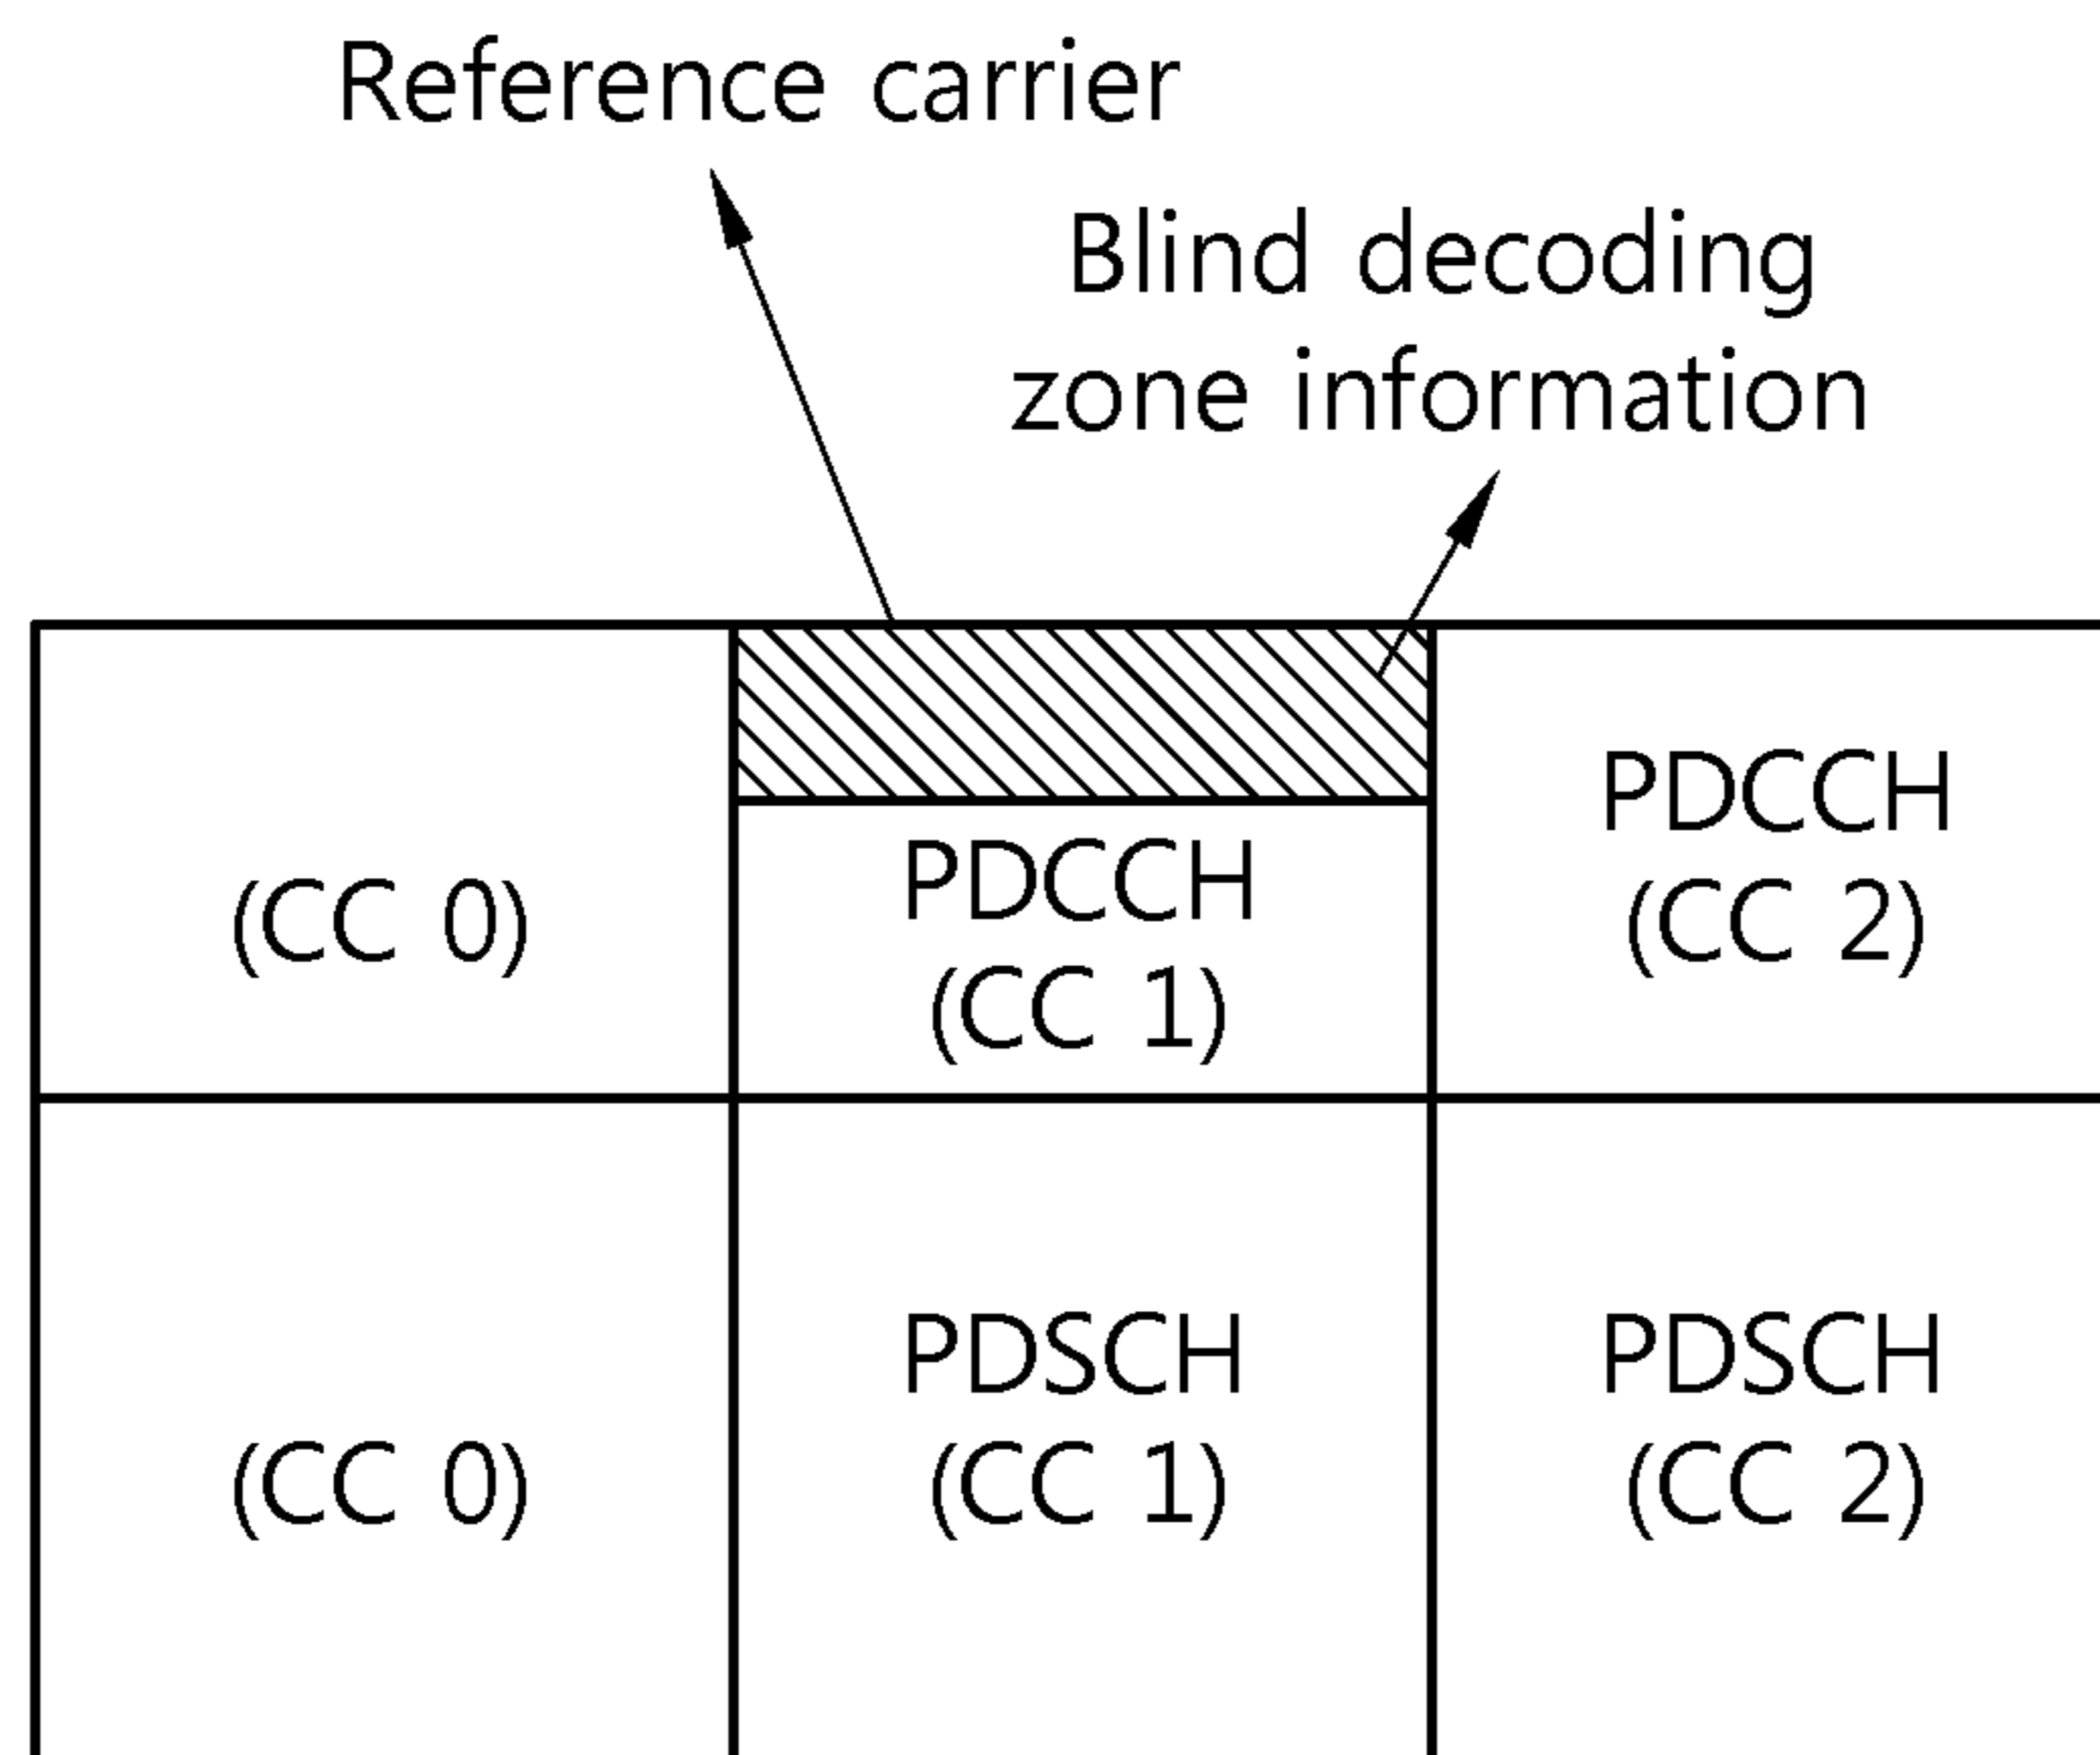 Reference carrier
Blind decoding
zone information
(CC 0)
PDCCH
(CC 1)
PDCCH
(CC 2)
(CC 0)
PDSCH
(CC 1)
PDSCH
(CC 2)